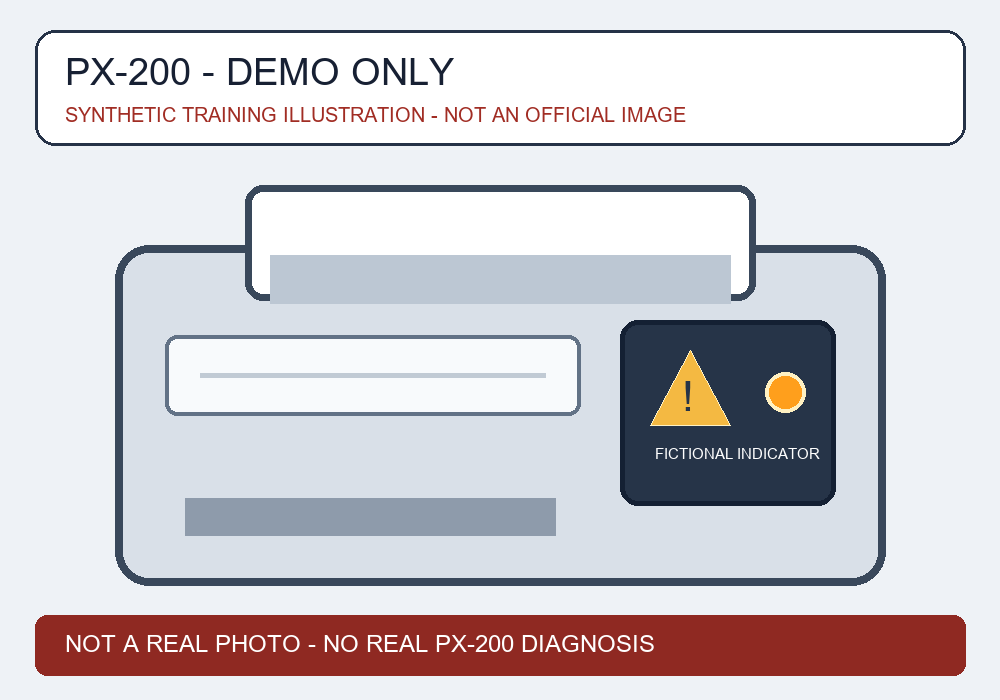 PX-200 - DEMO ONLY
SYNTHETIC TRAINING ILLUSTRATION - NOT AN OFFICIAL IMAGE
!
FICTIONAL INDICATOR
NOT A REAL PHOTO - NO REAL PX-200 DIAGNOSIS